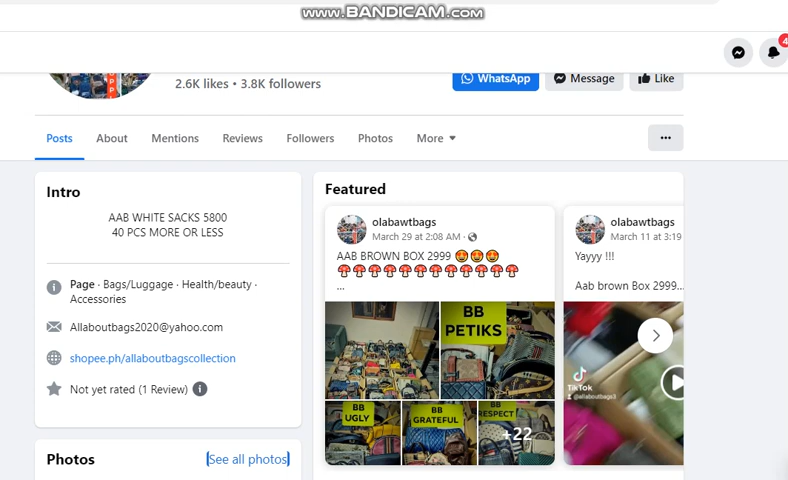 www.BANDICAM.com
4
2.6K likes • 3.8K followers
WhatsApp
Message
Like
Posts
About
Mentions
Reviews
Followers
Photos
More
Intro
AAB WHITE SACKS 5800
40 PCS MORE OR LESS
Page · Bags/Luggage · Health/beauty ·
Accessories
Allaboutbags2020@yahoo.com
shopee.ph/allaboutbagscollection
Not yet rated (1 Review)
Photos
See all photos
Featured
olabawtbags
March 29 at 2:08 AM ·
AAB BROWN BOX 2999 😍😍😍
🍄🍄🍄🍄🍄🍄🍄🍄🍄🍄🍄🍄
...
BB
PETIKS
BB
UGLY
BB
GRATEFUL
BB
RESPECT
+22
olabawtbags
March 11 at 3:19
Yayyy !!!
Aab brown Box 2999...
TikTok
@allaboutbags3